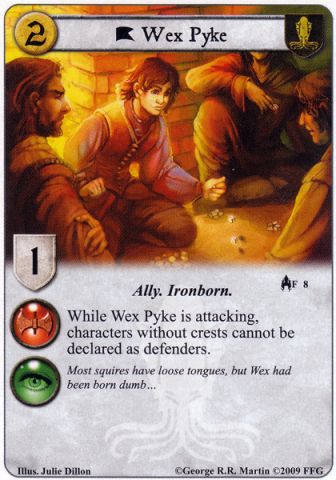 2
Wex Pyke
1
Ally. Ironborn.
F 8
While Wex Pyke is attacking,
characters without crests cannot be
declared as defenders.
Most squires have loose tongues, but Wex had
been born dumb…
Illus. Julie Dillon
©George R.R. Martin ©2009 FFG